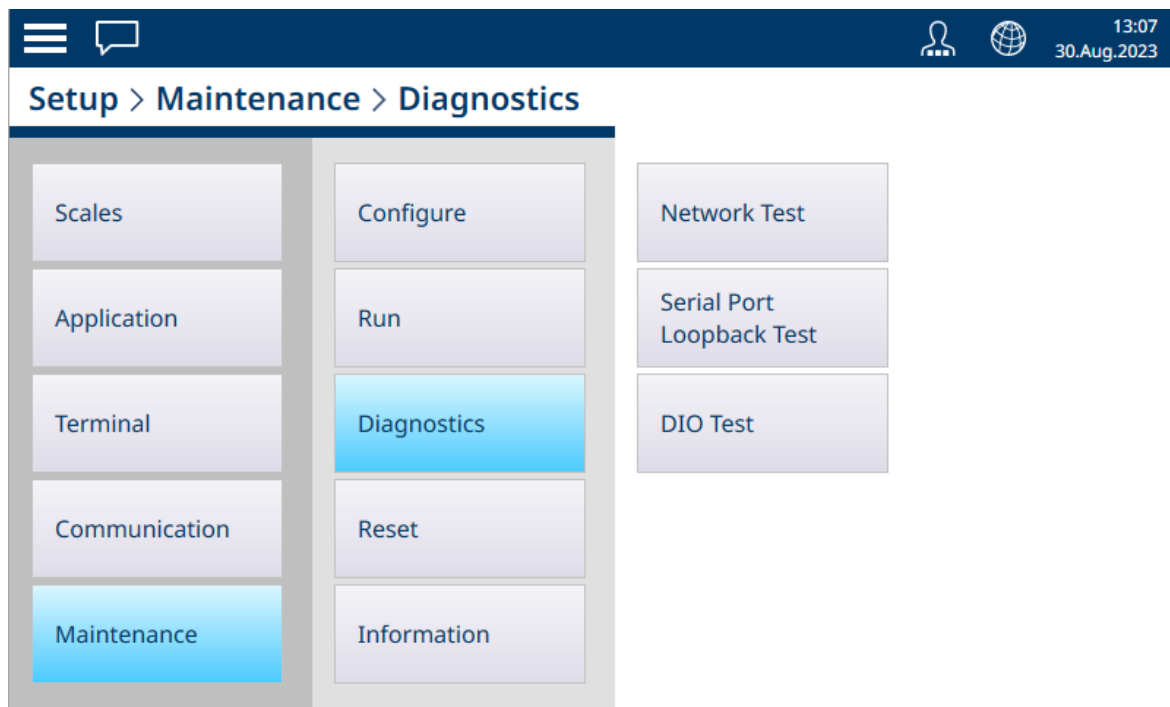 13:07
30.Aug.2023
Setup > Maintenance > Diagnostics
Scales
Application
Terminal
Communication
Maintenance
Configure
Run
Diagnostics
Reset
Information
Network Test
Serial Port
Loopback Test
DIO Test